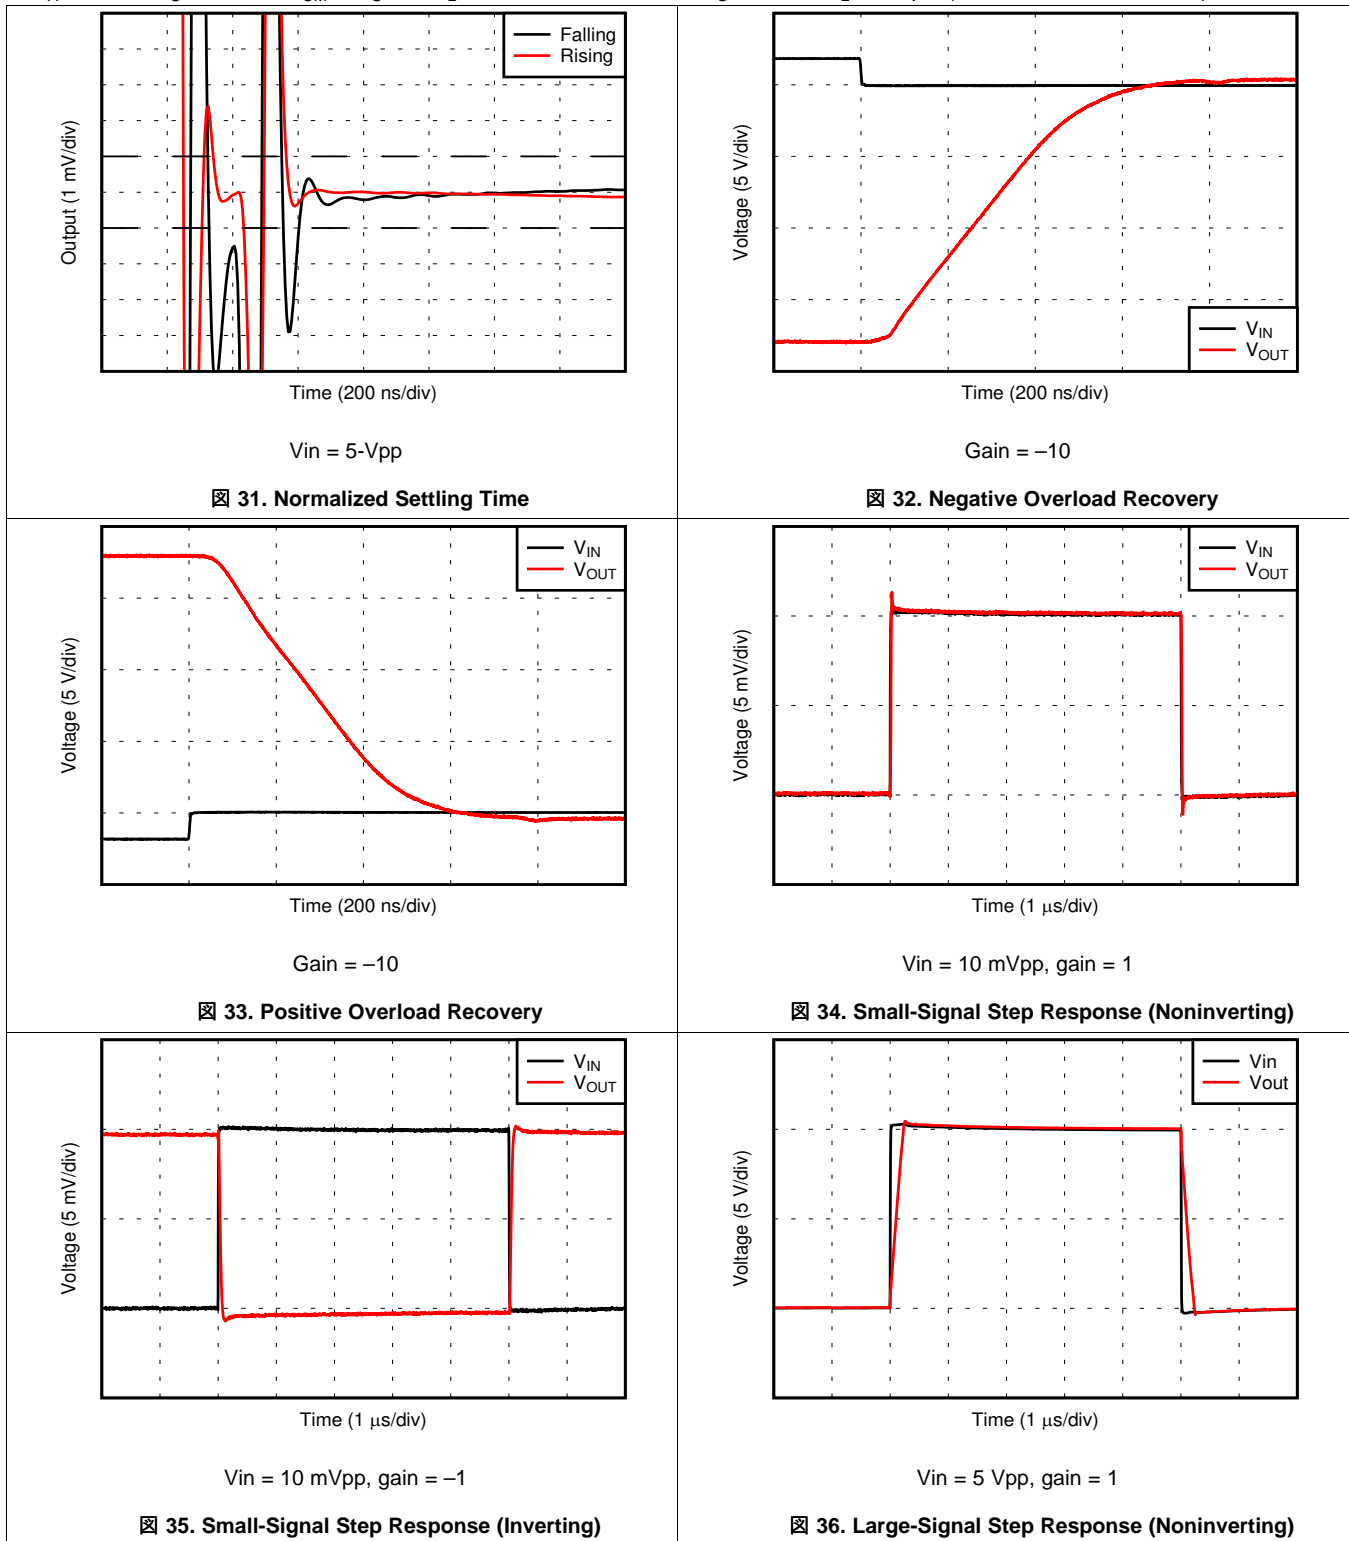 Falling
Rising
Output (1 mV/div)
Time (200 ns/div)
Vin = 5-Vpp
図 31. Normalized Settling Time
Voltage (5 V/div)
VIN
VOUT
Time (200 ns/div)
Gain = –10
図 32. Negative Overload Recovery
VIN
VOUT
Voltage (5 V/div)
Time (200 ns/div)
Gain = –10
図 33. Positive Overload Recovery
VIN
VOUT
Voltage (5 mV/div)
Time (1 μs/div)
Vin = 10 mVpp, gain = 1
図 34. Small-Signal Step Response (Noninverting)
VIN
VOUT
Voltage (5 mV/div)
Time (1 μs/div)
Vin = 10 mVpp, gain = –1
図 35. Small-Signal Step Response (Inverting)
Vin
Vout
Voltage (5 V/div)
Time (1 μs/div)
Vin = 5 Vpp, gain = 1
図 36. Large-Signal Step Response (Noninverting)